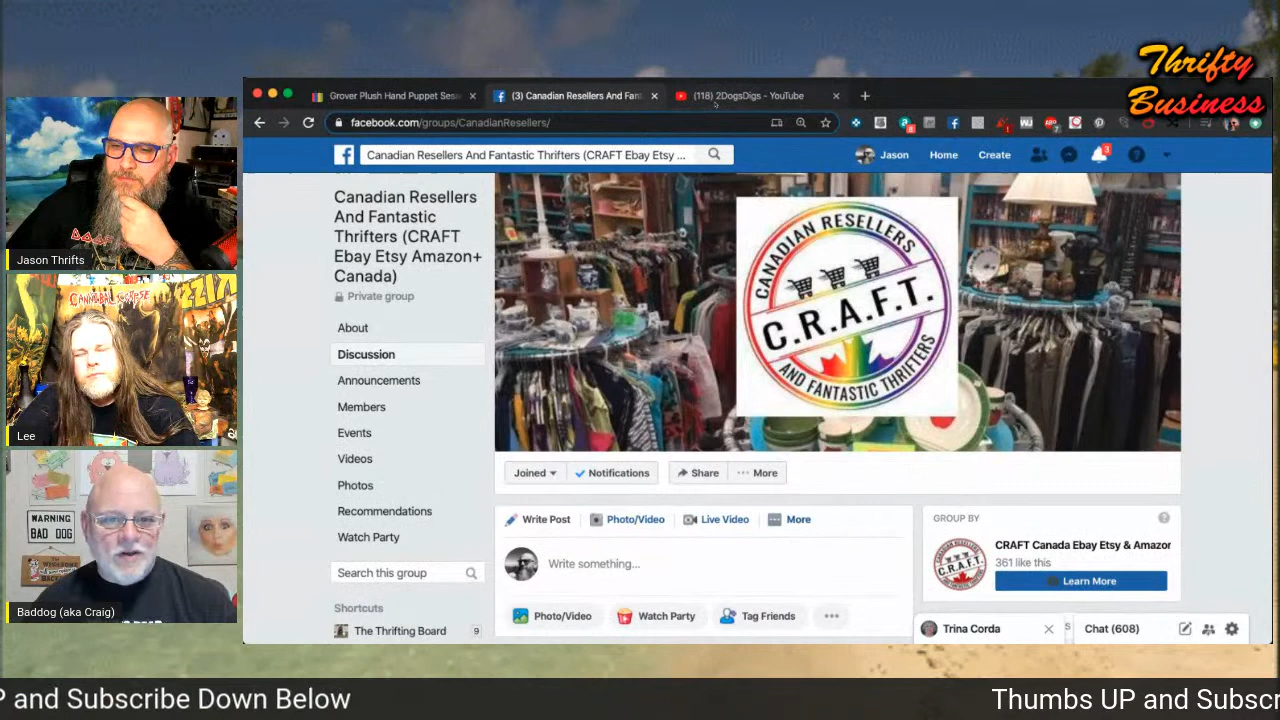 Thrifty
Business
Grover Plush Hand Puppet Sesa
(3) Canadian Resellers And Fan
(118) 2DogsDigs - YouTube
facebook.com/groups/CanadianResellers/
Canadian Resellers And Fantastic Thrifters (CRAFT Ebay Etsy ...
Jason
Home
Create
3
Canadian Resellers
And Fantastic
Thrifters (CRAFT
Ebay Etsy Amazon+
Canada)
Private group
About
Discussion
Announcements
Members
Events
Videos
Photos
Recommendations
Watch Party
Search this group
Shortcuts
The Thrifting Board 9
CANADIAN RESELLERS
C.R.A.F.T.
AND FANTASTIC THRIFTERS
Joined
Notifications
Share
More
Write Post
Photo/Video
Live Video
More
Write something...
Photo/Video
Watch Party
Tag Friends
GROUP BY
CRAFT Canada Ebay Etsy & Amazon
361 like this
Learn More
Trina Corda
Chat (608)
Jason Thrifts
CANNIBAL CORPSE
Lee
WARNING
BAD DOG
Baddog (aka Craig)
P and Subscribe Down Below
Thumbs UP and Subsc